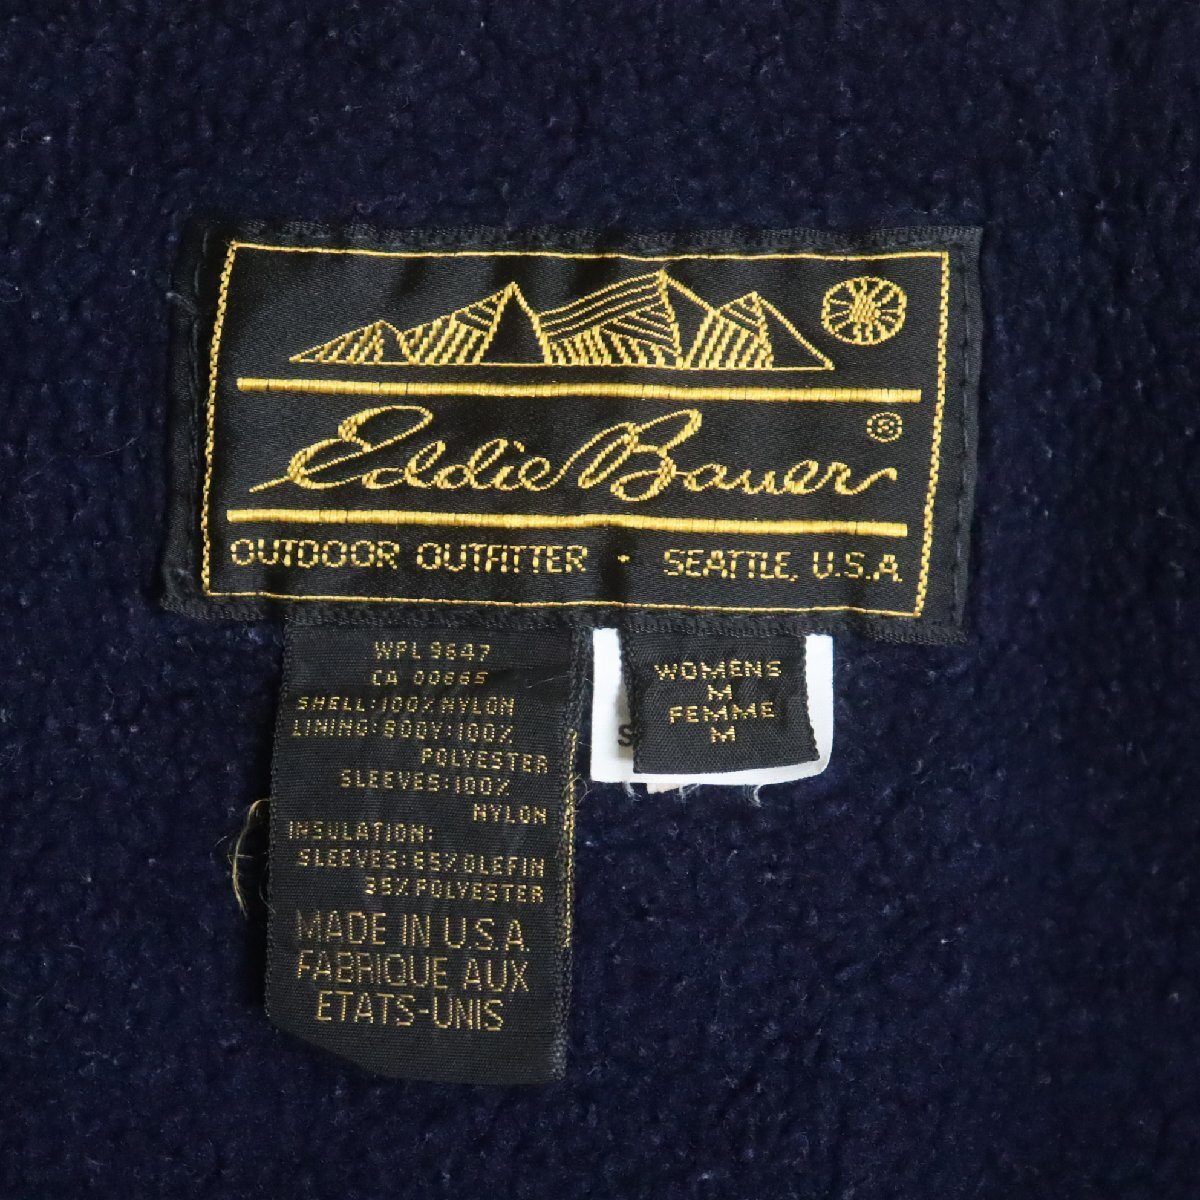 Eddie Bauer ®
OUTDOOR OUTFITTER · SEATTLE, U.S.A.
WPL 9647
CA 00665
SHELL: 100% NYLON
LINING: BODY: 100%
POLYESTER
SLEEVES: 100%
NYLON
INSULATION:
SLEEVES: 65% OLEFIN
35% POLYESTER
MADE IN U.S.A.
FABRIQUE AUX
ETATS-UNIS
WOMENS
M
FEMME
M